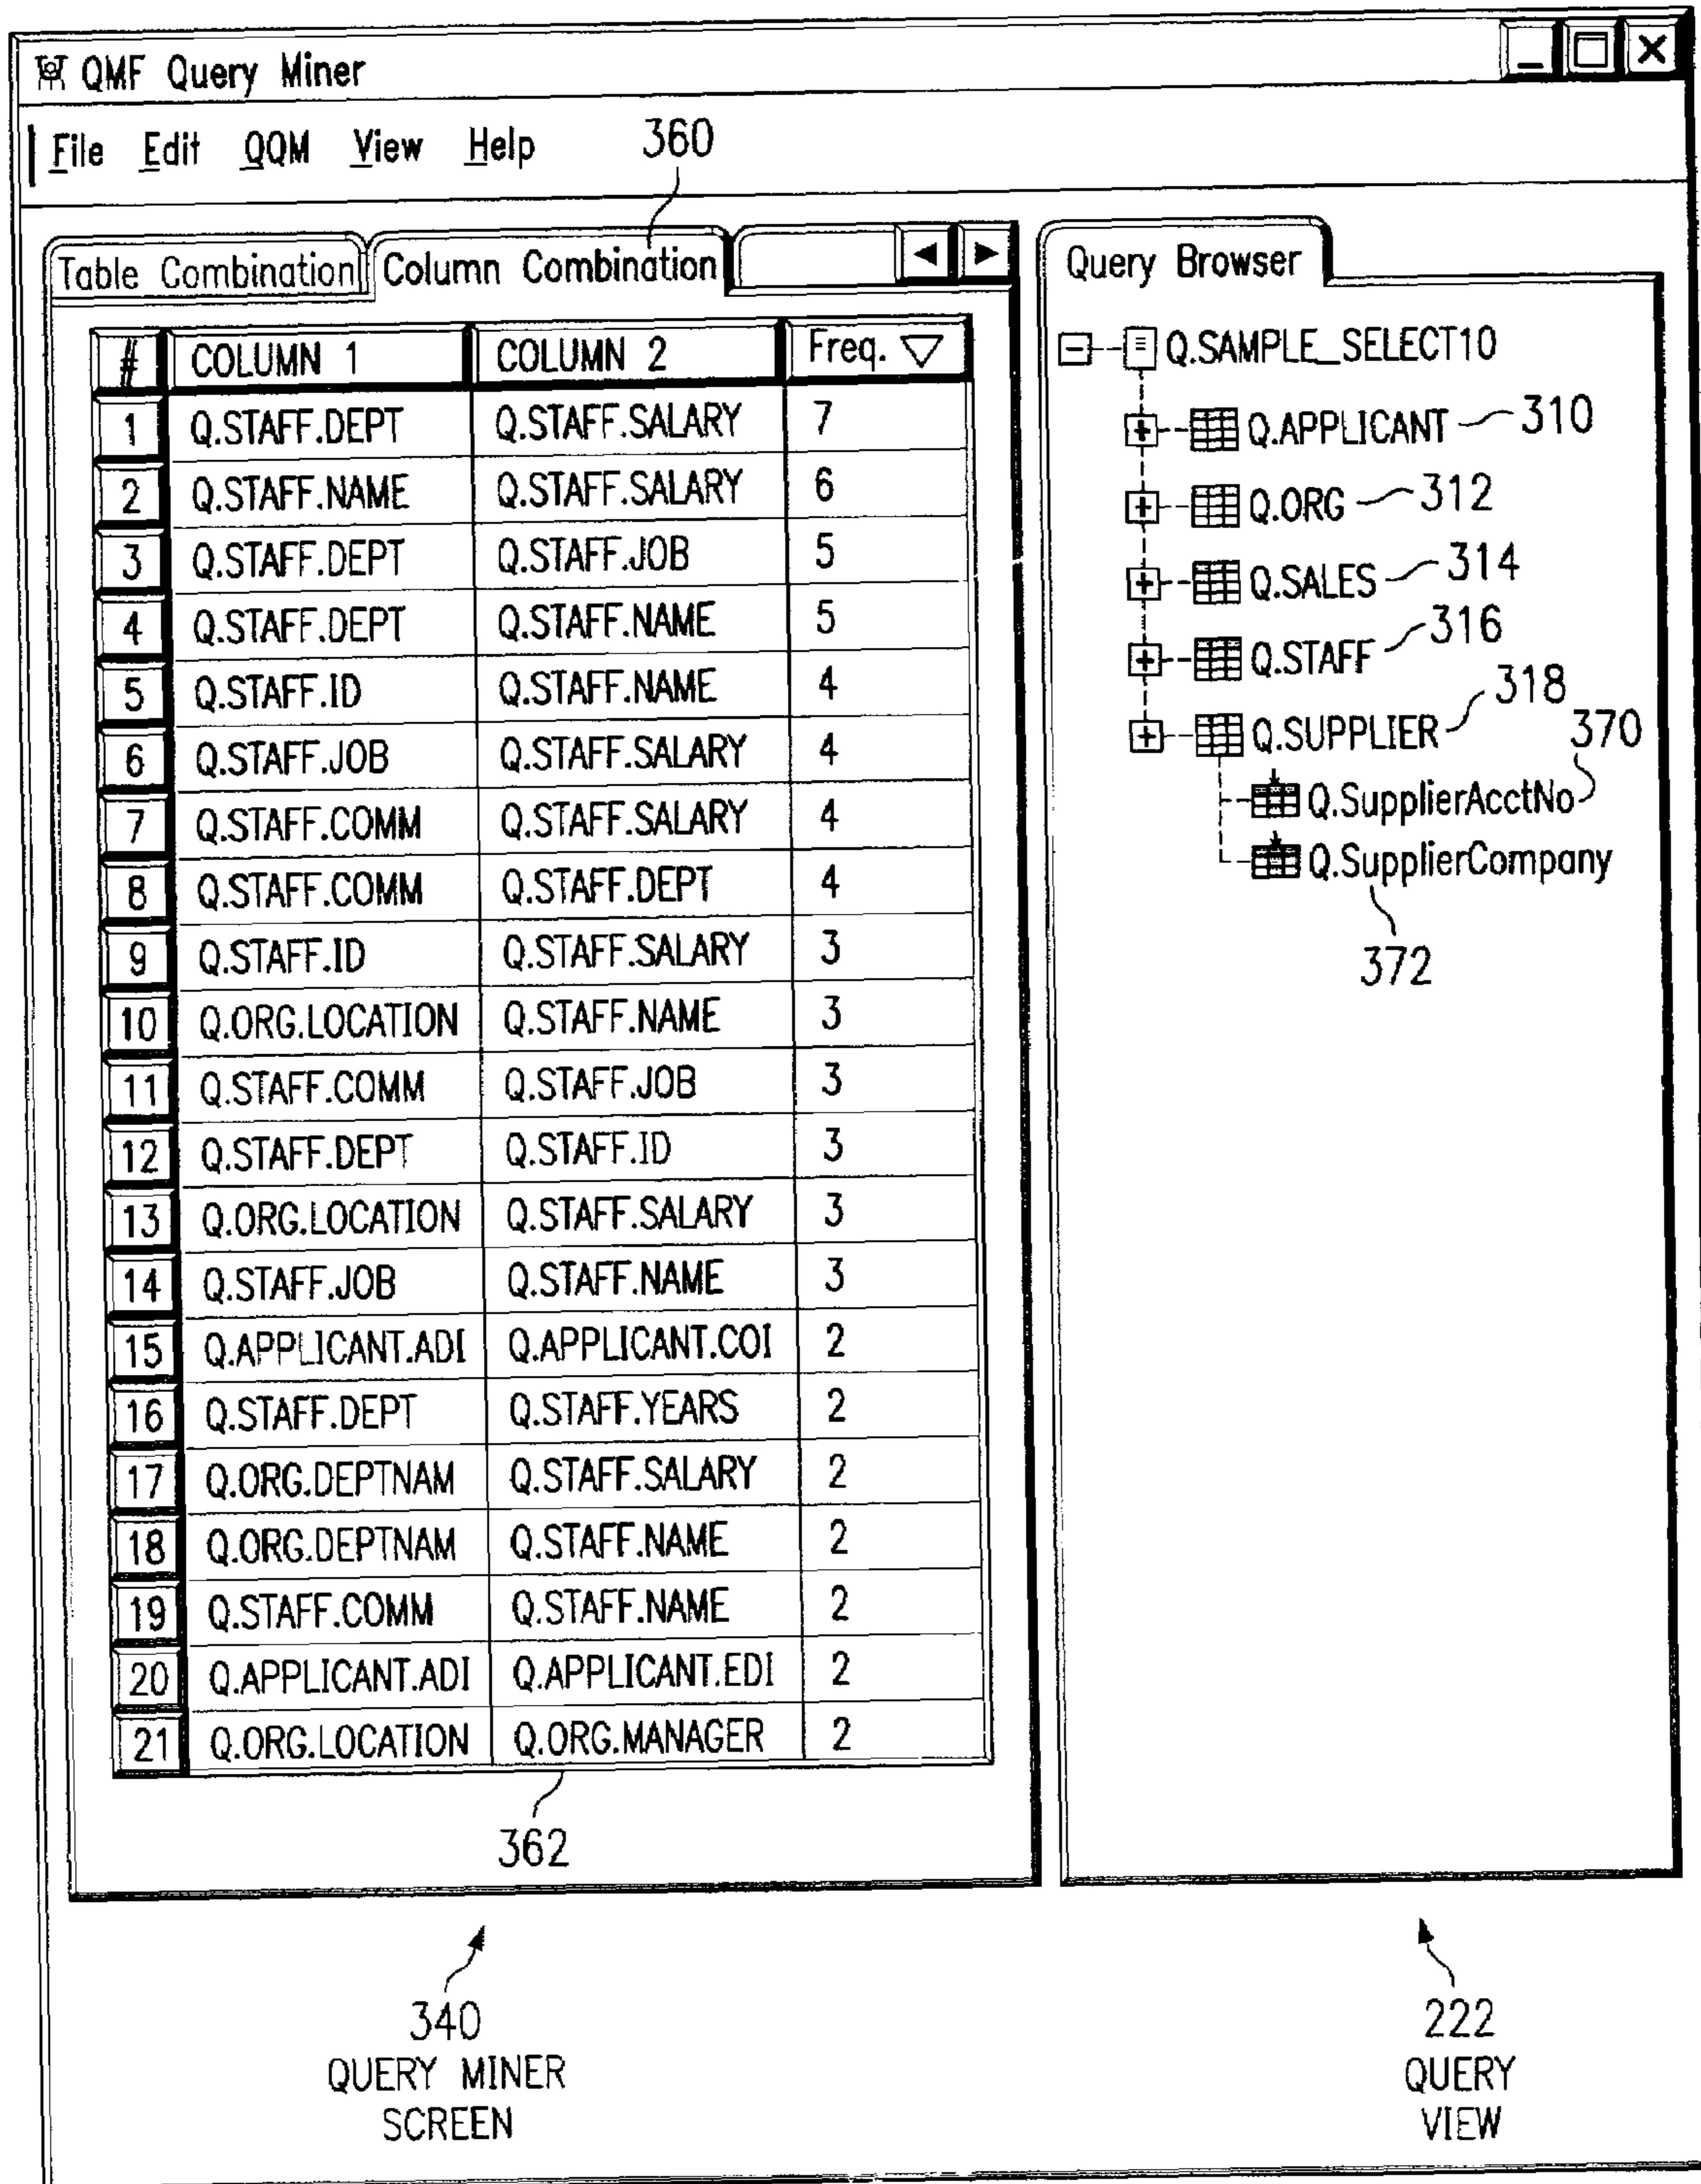 QMF Query Miner
File Edit QQM View Help
360
Table Combination Column Combination
# COLUMN 1 COLUMN 2 Freq.
1 Q.STAFF.DEPT Q.STAFF.SALARY 7
2 Q.STAFF.NAME Q.STAFF.SALARY 6
3 Q.STAFF.DEPT Q.STAFF.JOB 5
4 Q.STAFF.DEPT Q.STAFF.NAME 5
5 Q.STAFF.ID Q.STAFF.NAME 4
6 Q.STAFF.JOB Q.STAFF.SALARY 4
7 Q.STAFF.COMM Q.STAFF.SALARY 4
8 Q.STAFF.COMM Q.STAFF.DEPT 4
9 Q.STAFF.ID Q.STAFF.SALARY 3
10 Q.ORG.LOCATION Q.STAFF.NAME 3
11 Q.STAFF.COMM Q.STAFF.JOB 3
12 Q.STAFF.DEPT Q.STAFF.ID 3
13 Q.ORG.LOCATION Q.STAFF.SALARY 3
14 Q.STAFF.JOB Q.STAFF.NAME 3
15 Q.APPLICANT.ADI Q.APPLICANT.COI 2
16 Q.STAFF.DEPT Q.STAFF.YEARS 2
17 Q.ORG.DEPTNAM Q.STAFF.SALARY 2
18 Q.ORG.DEPTNAM Q.STAFF.NAME 2
19 Q.STAFF.COMM Q.STAFF.NAME 2
20 Q.APPLICANT.ADI Q.APPLICANT.EDI 2
21 Q.ORG.LOCATION Q.ORG.MANAGER 2
362
340
QUERY MINER
SCREEN
Query Browser
Q.SAMPLE_SELECT10
Q.APPLICANT 310
Q.ORG 312
Q.SALES 314
Q.STAFF 316
Q.SUPPLIER 318
Q.SupplierAcctNo 370
Q.SupplierCompany
372
222
QUERY
VIEW